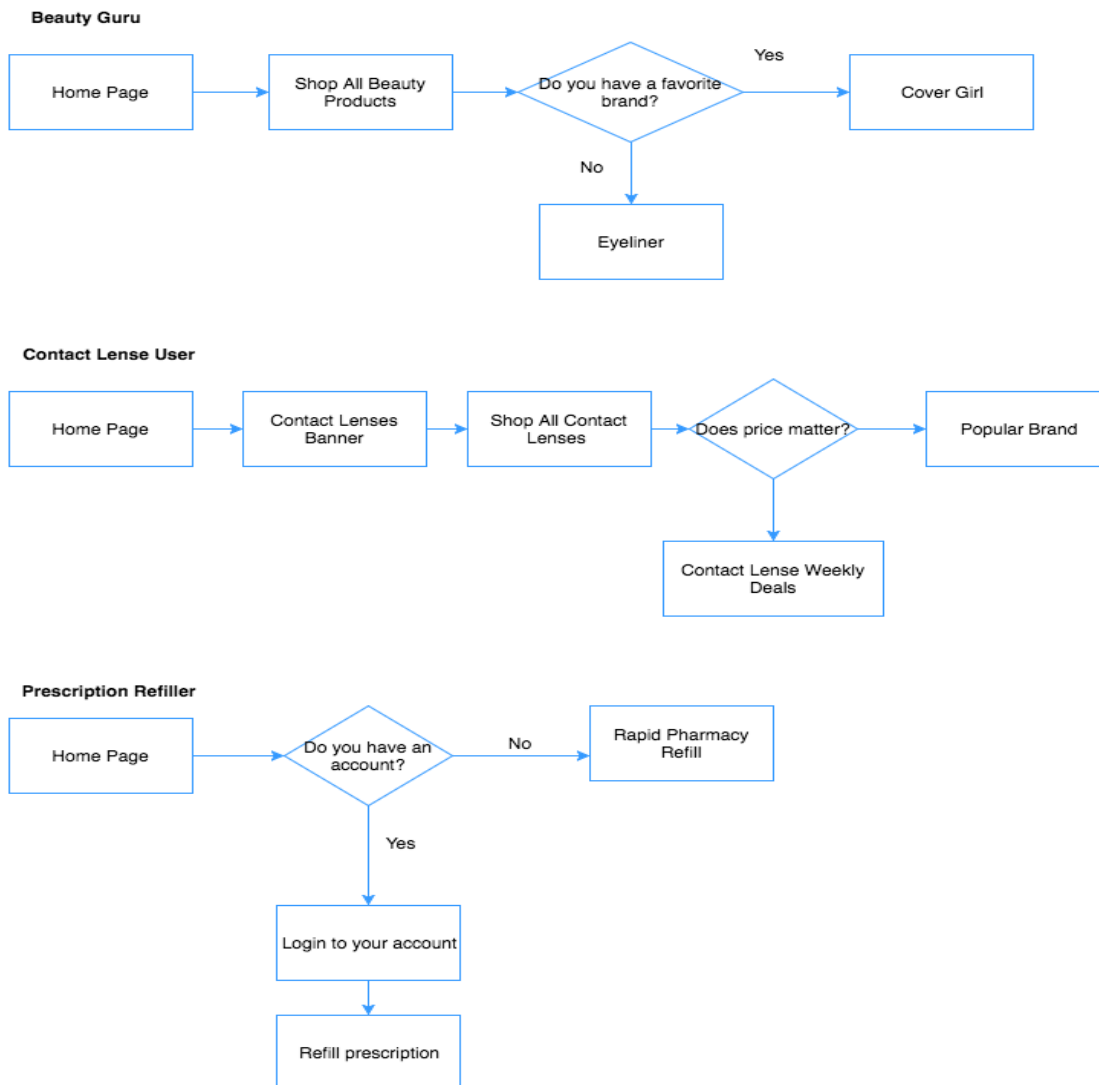 Beauty Guru
Home Page
Shop All Beauty
Products
Do you have a favorite
brand?
Yes
Cover Girl
No
Eyeliner
Contact Lense User
Home Page
Contact Lenses
Banner
Shop All Contact
Lenses
Does price matter?
Popular Brand
Contact Lense Weekly
Deals
Prescription Refiller
Home Page
Do you have an
account?
No
Rapid Pharmacy
Refill
Yes
Login to your account
Refill prescription